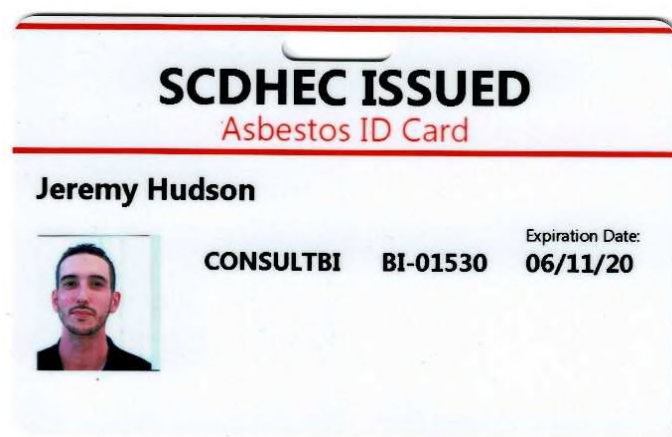 SCDHEC ISSUED
Asbestos ID Card
Jeremy Hudson
Expiration Date:
CONSULTBI BI-01530 06/11/20